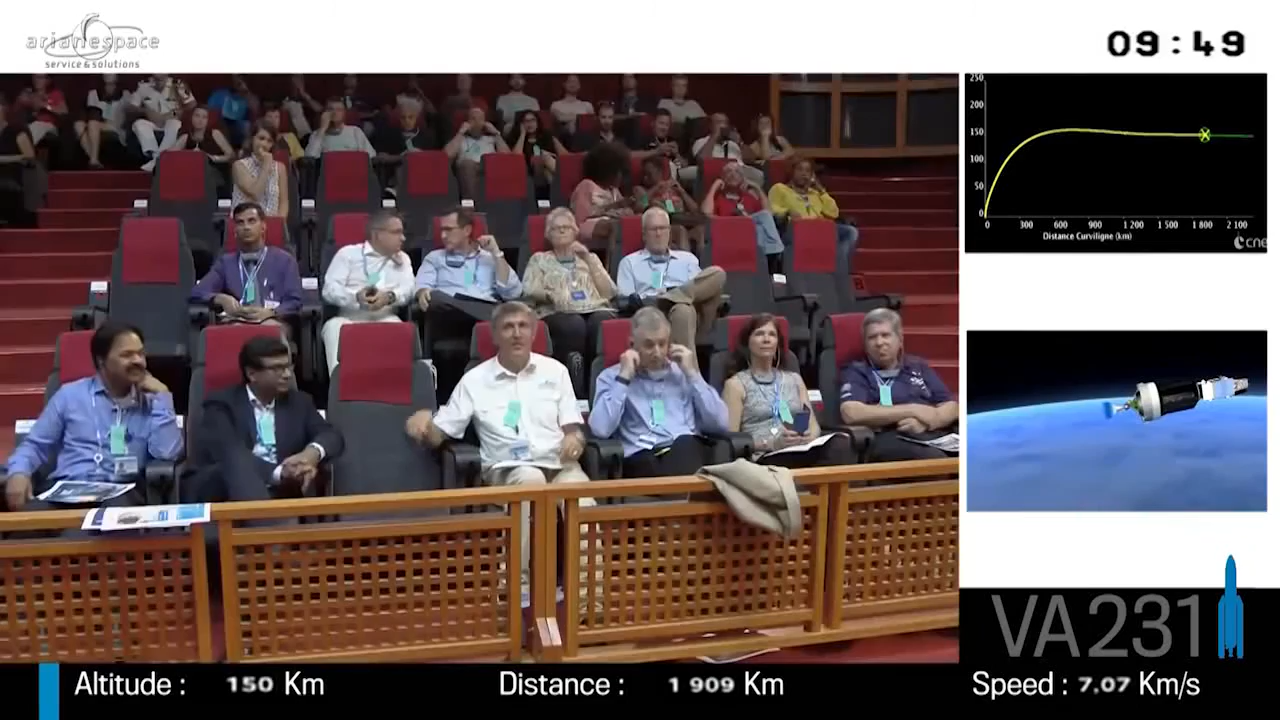 arianespace
service & solutions
09:49
250
200
150
100
50
0
0 300 600 900 1 200 1 500 1 800 2 100
Distance Curviligne (km)
cne
VA231
Altitude : 150 Km
Distance : 1 909 Km
Speed : 7.07 Km/s